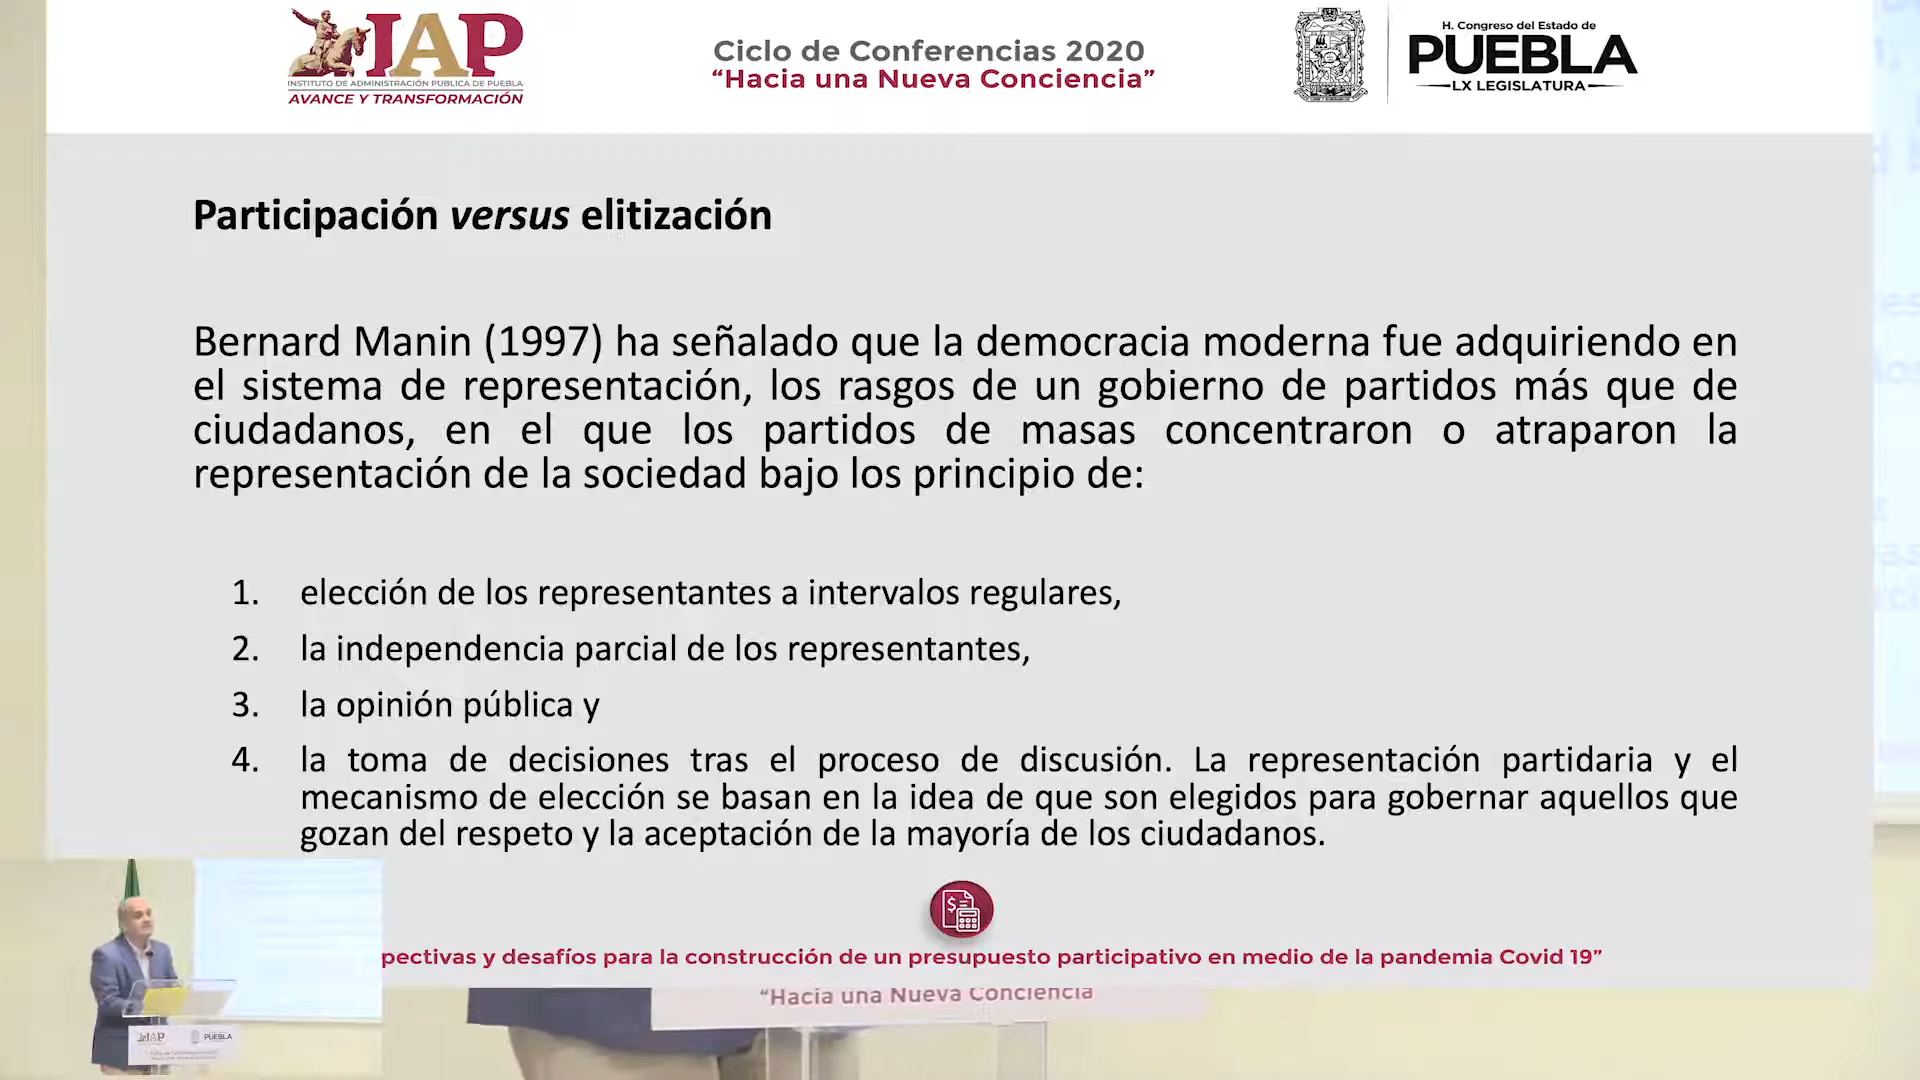 IAP
INSTITUTO DE ADMINISTRACIÓN PÚBLICA DE PUEBLA
AVANCE Y TRANSFORMACIÓN
Ciclo de Conferencias 2020
“Hacia una Nueva Conciencia”
H. Congreso del Estado de
PUEBLA
LX LEGISLATURA
Participación versus elitización
Bernard Manin (1997) ha señalado que la democracia moderna fue adquiriendo en
el sistema de representación, los rasgos de un gobierno de partidos más que de
ciudadanos, en el que los partidos de masas concentraron o atraparon la
representación de la sociedad bajo los principio de:
1. elección de los representantes a intervalos regulares,
2. la independencia parcial de los representantes,
3. la opinión pública y
4. la toma de decisiones tras el proceso de discusión. La representación partidaria y el
mecanismo de elección se basan en la idea de que son elegidos para gobernar aquellos que
gozan del respeto y la aceptación de la mayoría de los ciudadanos.
pectivas y desafíos para la construcción de un presupuesto participativo en medio de la pandemia Covid 19”
“Hacia una Nueva Conciencia
IAP
PUEBLA